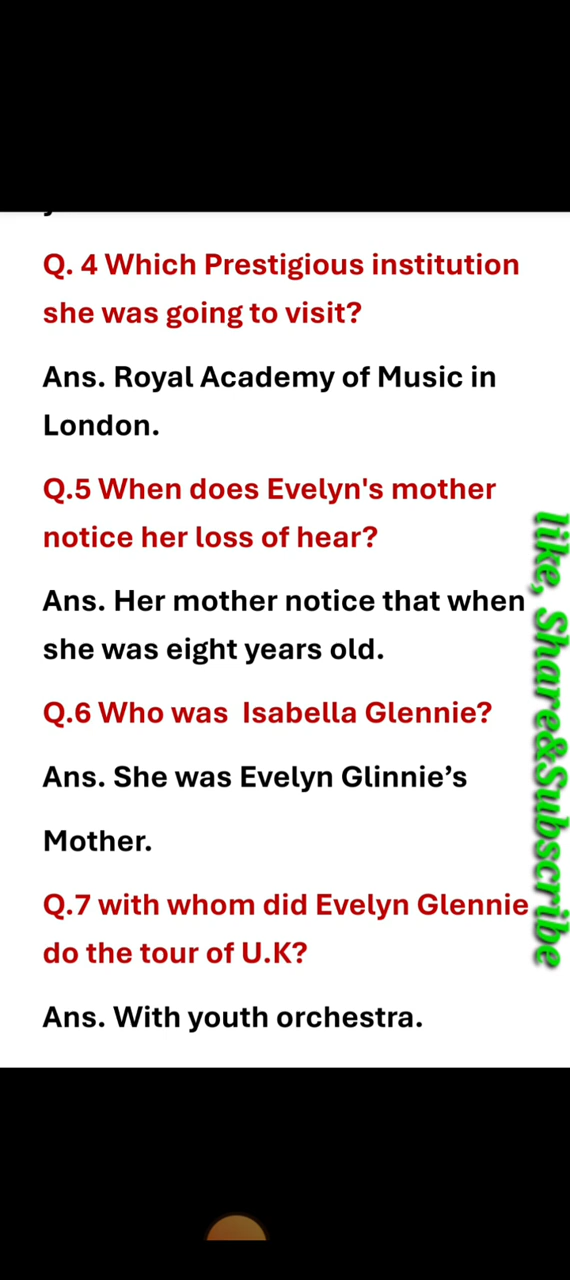 Q. 4 Which Prestigious institution
she was going to visit?
Ans. Royal Academy of Music in
London.
Q.5 When does Evelyn's mother
notice her loss of hear?
Ans. Her mother notice that when
she was eight years old.
Q.6 Who was  Isabella Glennie?
Ans. She was Evelyn Glinnie’s
Mother.
Q.7 with whom did Evelyn Glennie
do the tour of U.K?
Ans. With youth orchestra.
like, Share&Subscribe